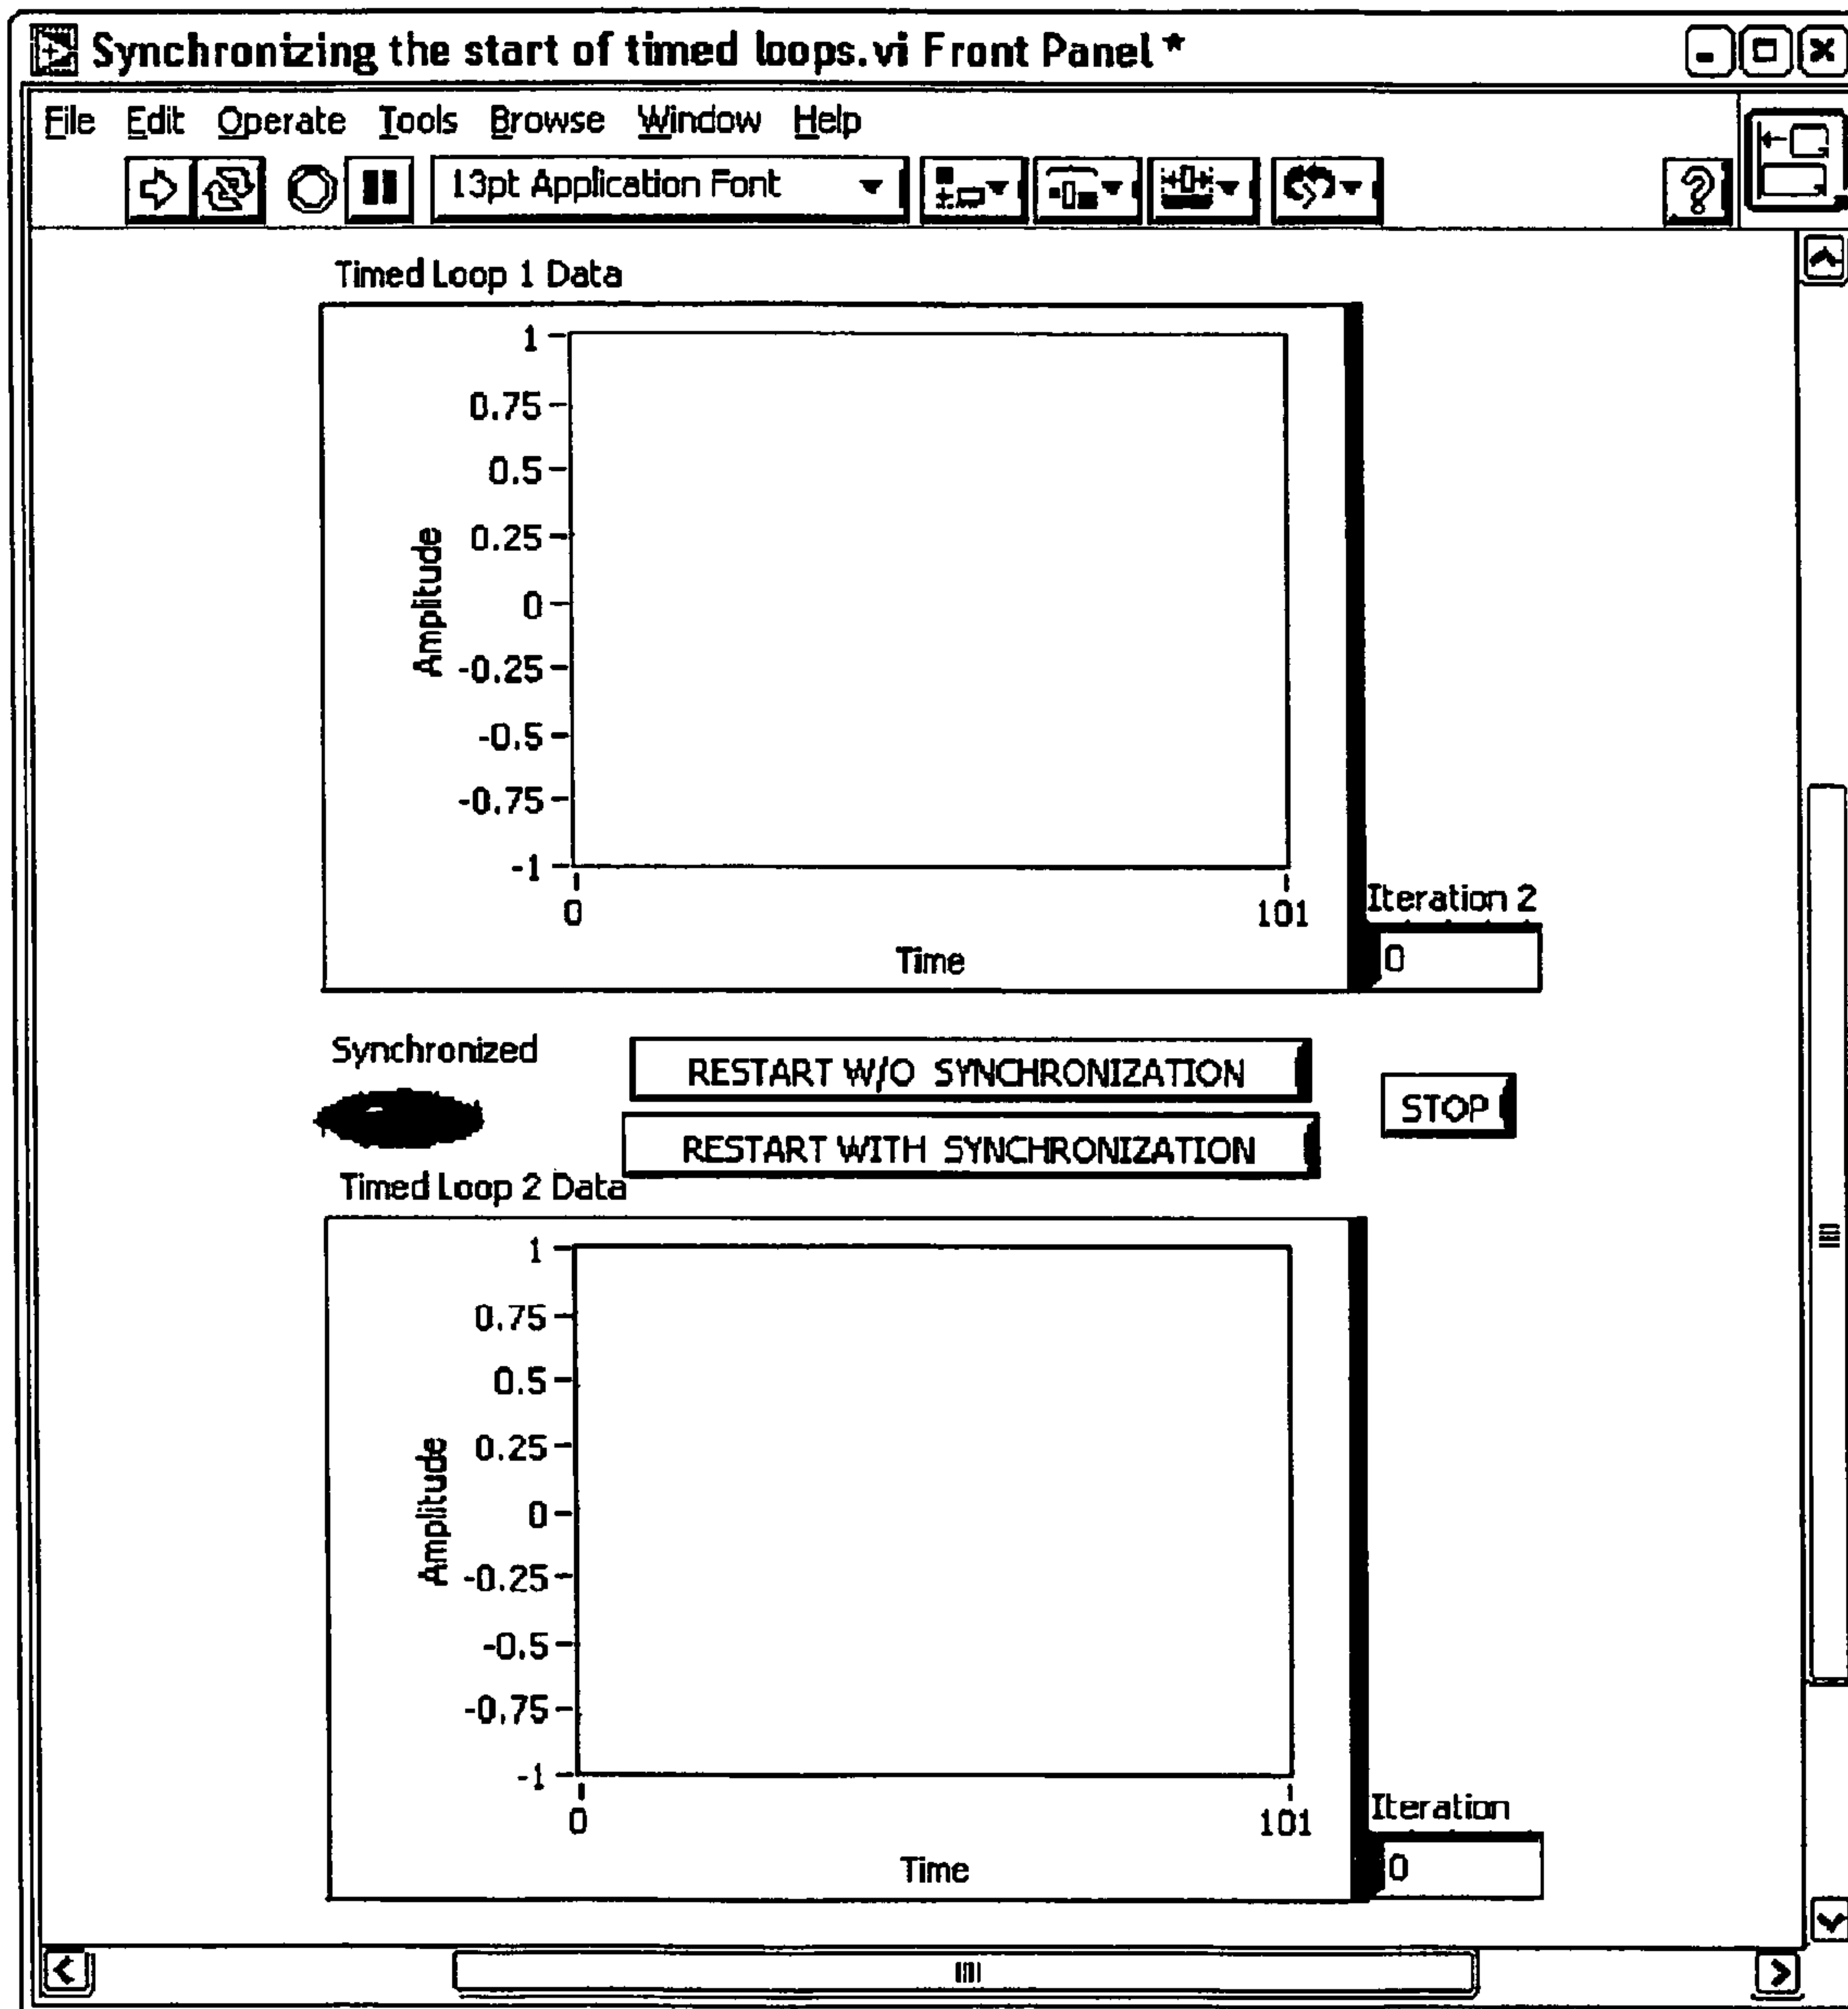 Synchronizing the start of timed loops.vi Front Panel *
File Edit Operate Tools Browse Window Help
13pt Application Font
?
Timed Loop 1 Data
1
0.75
0.5
0.25
0
-0.25
-0.5
-0.75
-1
Amplitude
0
101
Time
Iteration 2
0
Synchronized
RESTART W/O SYNCHRONIZATION
RESTART WITH SYNCHRONIZATION
STOP
Timed Loop 2 Data
1
0.75
0.5
0.25
0
-0.25
-0.5
-0.75
-1
Amplitude
0
101
Time
Iteration
0